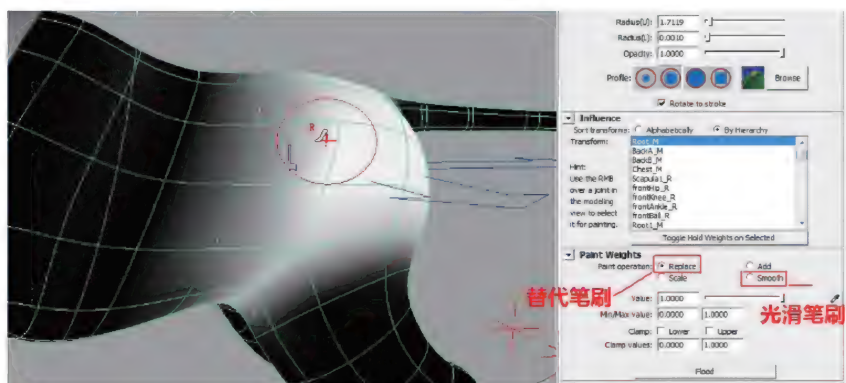 Radius(U): 1.7119
Radius(L): 0.0010
Opacity: 1.0000
Profile: Browse
Rotate to stroke
Influence
Sort transforms: Alphabetically By Hierarchy
Transform: Root_M
BackA_M
BackB_M
Chest_M
Scapula1_R
frontHip_R
frontKnee_R
frontAnkle_R
frontBall_R
Root1_M
Hint:
Use the RMB
over a joint in
the modeling
view to select
it for painting.
Toggle Hold Weights on Selected
Paint Weights
Paint operation: Replace Add
Scale Smooth
替代笔刷
光滑笔刷
Value: 1.0000
Min/Max value: 0.0000 1.0000
Clamp: Lower Upper
Clamp values: 0.0000 1.0000
Flood
R